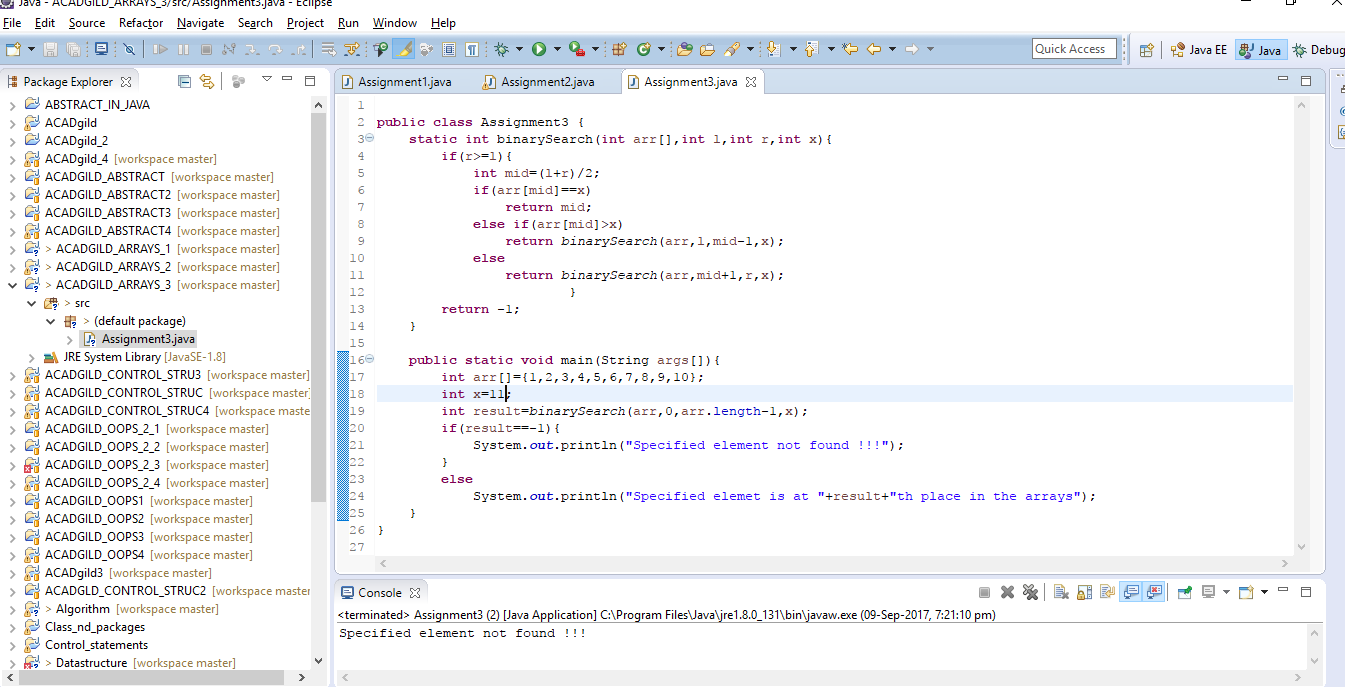 Java - ACADGILD_ARRAYS_3/src/Assignment3.java - Eclipse
File Edit Source Refactor Navigate Search Project Run Window Help
Quick Access Java EE Java Debug
Package Explorer
ABSTRACT_IN_JAVA
ACADgild
ACADgild_2
ACADgild_4 [workspace master]
ACADGILD_ABSTRACT [workspace master]
ACADGILD_ABSTRACT2 [workspace master]
ACADGILD_ABSTRACT3 [workspace master]
ACADGILD_ABSTRACT4 [workspace master]
> ACADGILD_ARRAYS_1 [workspace master]
> ACADGILD_ARRAYS_2 [workspace master]
> ACADGILD_ARRAYS_3 [workspace master]
> src
> (default package)
Assignment3.java
JRE System Library [JavaSE-1.8]
ACADGILD_CONTROL_STRU3 [workspace
ACADGILD_CONTROL_STRUC [workspace
ACADGILD_CONTROL_STRUC4 [workspace
ACADGILD_OOPS_2_1 [workspace master]
ACADGILD_OOPS_2_2 [workspace master]
ACADGILD_OOPS_2_3 [workspace master]
ACADGILD_OOPS_2_4 [workspace master]
ACADGILD_OOPS1 [workspace master]
ACADGILD_OOPS2 [workspace master]
ACADGILD_OOPS3 [workspace master]
ACADGILD_OOPS4 [workspace master]
ACADgild3 [workspace master]
ACADGLD_CONTROL_STRUC2 [workspace
> Algorithm [workspace master]
Class_nd_packages
Control_statements
> Datastructure [workspace master]
Assignment1.java Assignment2.java Assignment3.java
1
2 public class Assignment3 {
3 static int binarySearch(int arr[],int l,int r,int x){
4 if(r>=l){
5 int mid=(l+r)/2;
6 if(arr[mid]==x)
7 return mid;
8 else if(arr[mid]>x)
9 return binarySearch(arr,l,mid-1,x);
10 else
11 return binarySearch(arr,mid+1,r,x);
12 }
13 return -1;
14 }
15
16 public static void main(String args[]){
17 int arr[]={1,2,3,4,5,6,7,8,9,10};
18 int x=11;
19 int result=binarySearch(arr,0,arr.length-1,x);
20 if(result==-1){
21 System.out.println("Specified element not found !!!");
22 }
23 else
24 System.out.println("Specified elemet is at "+result+"th place in the arrays");
25 }
26 }
27
Console
<terminated> Assignment3 (2) [Java Application] C:\Program Files\Java\jre1.8.0_131\bin\javaw.exe (09-Sep-2017, 7:21:10 pm)
Specified element not found !!!